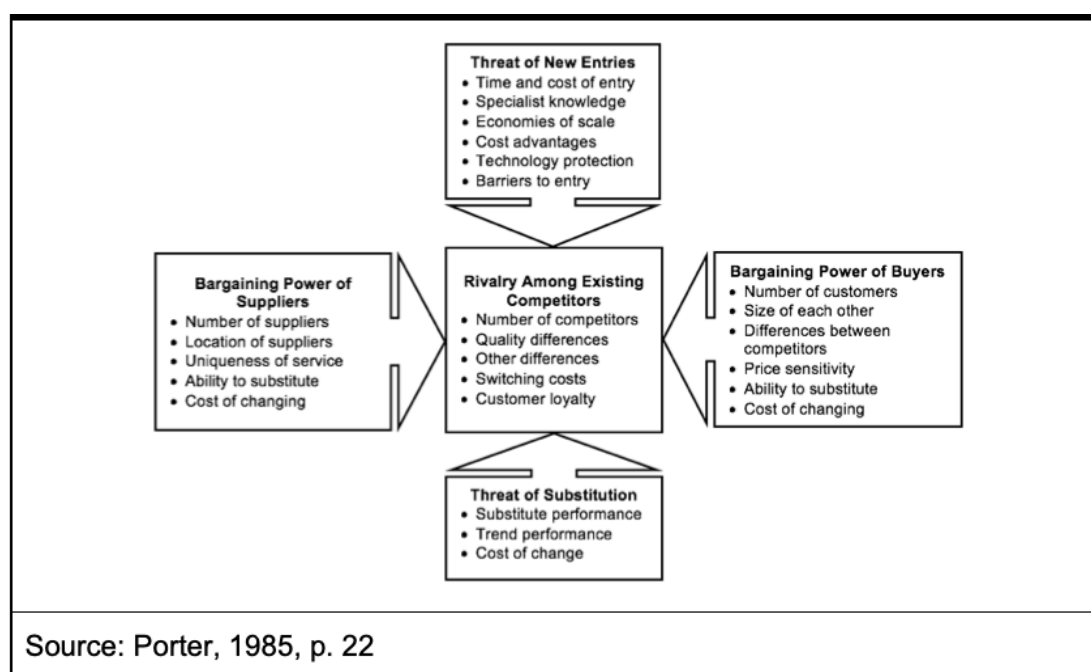 Threat of New Entries
• Time and cost of entry
• Specialist knowledge
• Economies of scale
• Cost advantages
• Technology protection
• Barriers to entry
Bargaining Power of
Suppliers
• Number of suppliers
• Location of suppliers
• Uniqueness of service
• Ability to substitute
• Cost of changing
Rivalry Among Existing
Competitors
• Number of competitors
• Quality differences
• Other differences
• Switching costs
• Customer loyalty
Bargaining Power of Buyers
• Number of customers
• Size of each other
• Differences between
competitors
• Price sensitivity
• Ability to substitute
• Cost of changing
Threat of Substitution
• Substitute performance
• Trend performance
• Cost of change
Source: Porter, 1985, p. 22